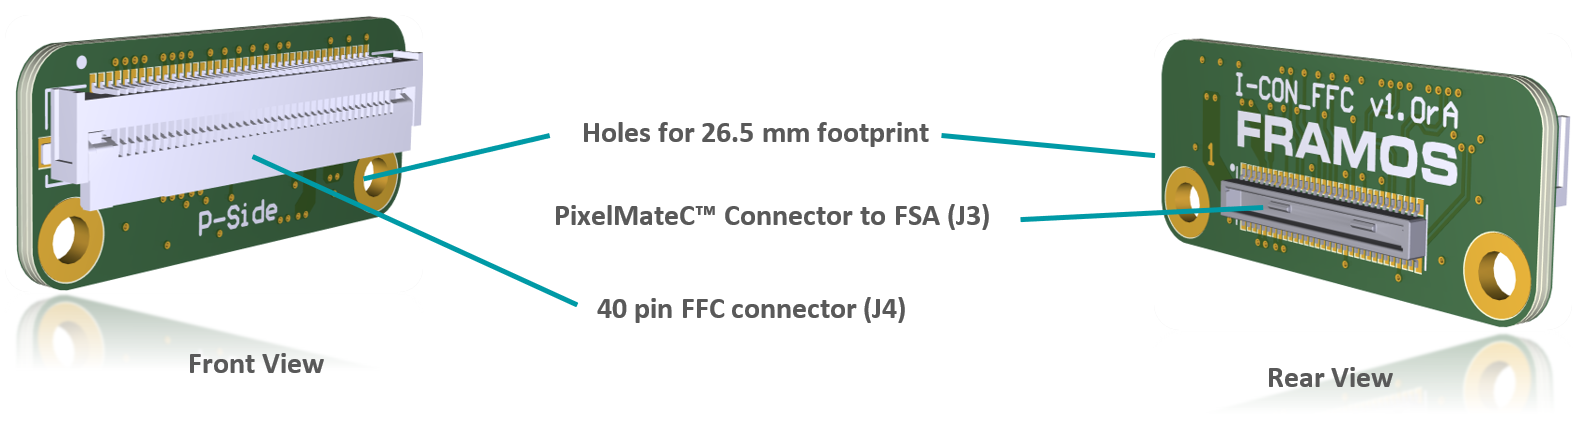 I-CON_FFC v1.0rA
FRAMOS
1
Holes for 26.5 mm footprint
PixelMateC™ Connector to FSA (J3)
P-Side
40 pin FFC connector (J4)
Front View
Rear View